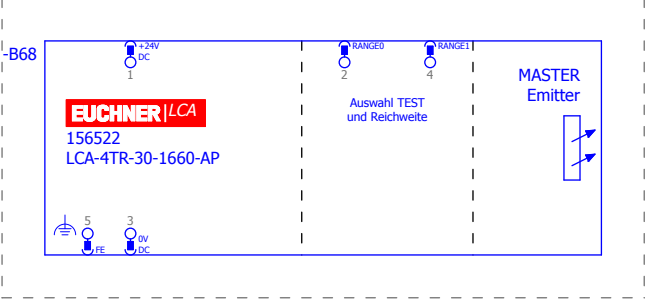 -B68
+24V
DC
1
RANGE0
2
RANGE1
4
MASTER
Emitter
EUCHNER LCA
Auswahl TEST
und Reichweite
156522
LCA-4TR-30-1660-AP
5
FE
3
0V
DC